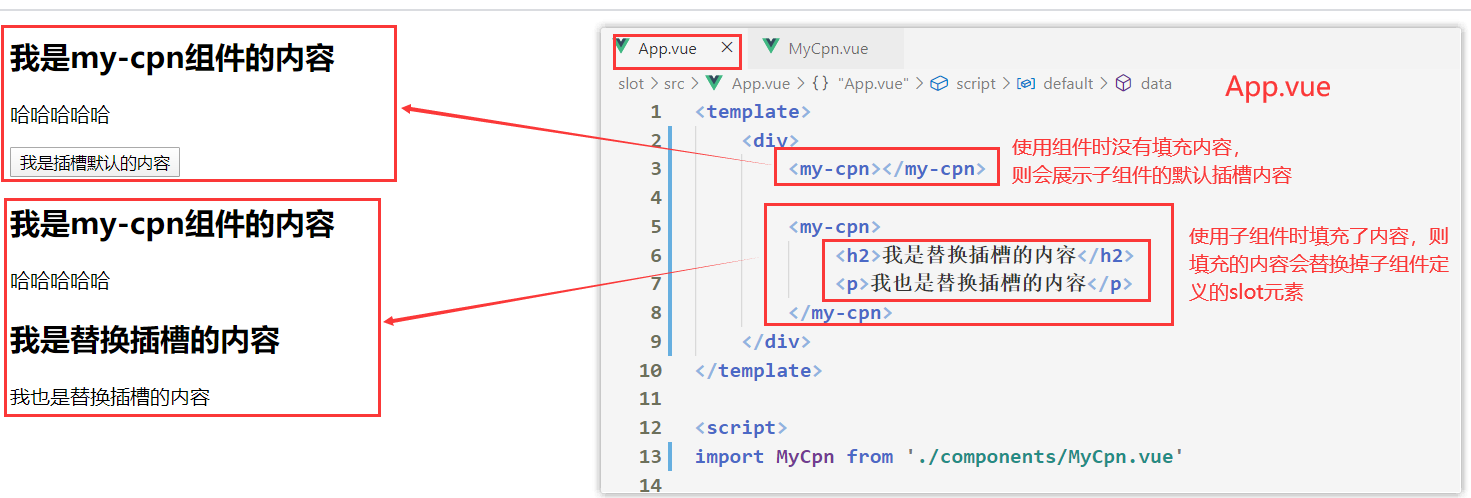 我是my-cpn组件的内容
哈哈哈哈哈
我是插槽默认的内容
我是my-cpn组件的内容
哈哈哈哈哈
我是替换插槽的内容
我也是替换插槽的内容
App.vue × MyCpn.vue
slot > src > App.vue > {} "App.vue" > script > default > data
App.vue
1 <template>
2 <div>
3 <my-cpn></my-cpn>
使用组件时没有填充内容，
则会展示子组件的默认插槽内容
4
5 <my-cpn>
6 <h2>我是替换插槽的内容</h2>
7 <p>我也是替换插槽的内容</p>
8 </my-cpn>
使用子组件时填充了内容，则
填充的内容会替换掉子组件定
义的slot元素
9 </div>
10 </template>
11
12 <script>
13 import MyCpn from './components/MyCpn.vue'
14